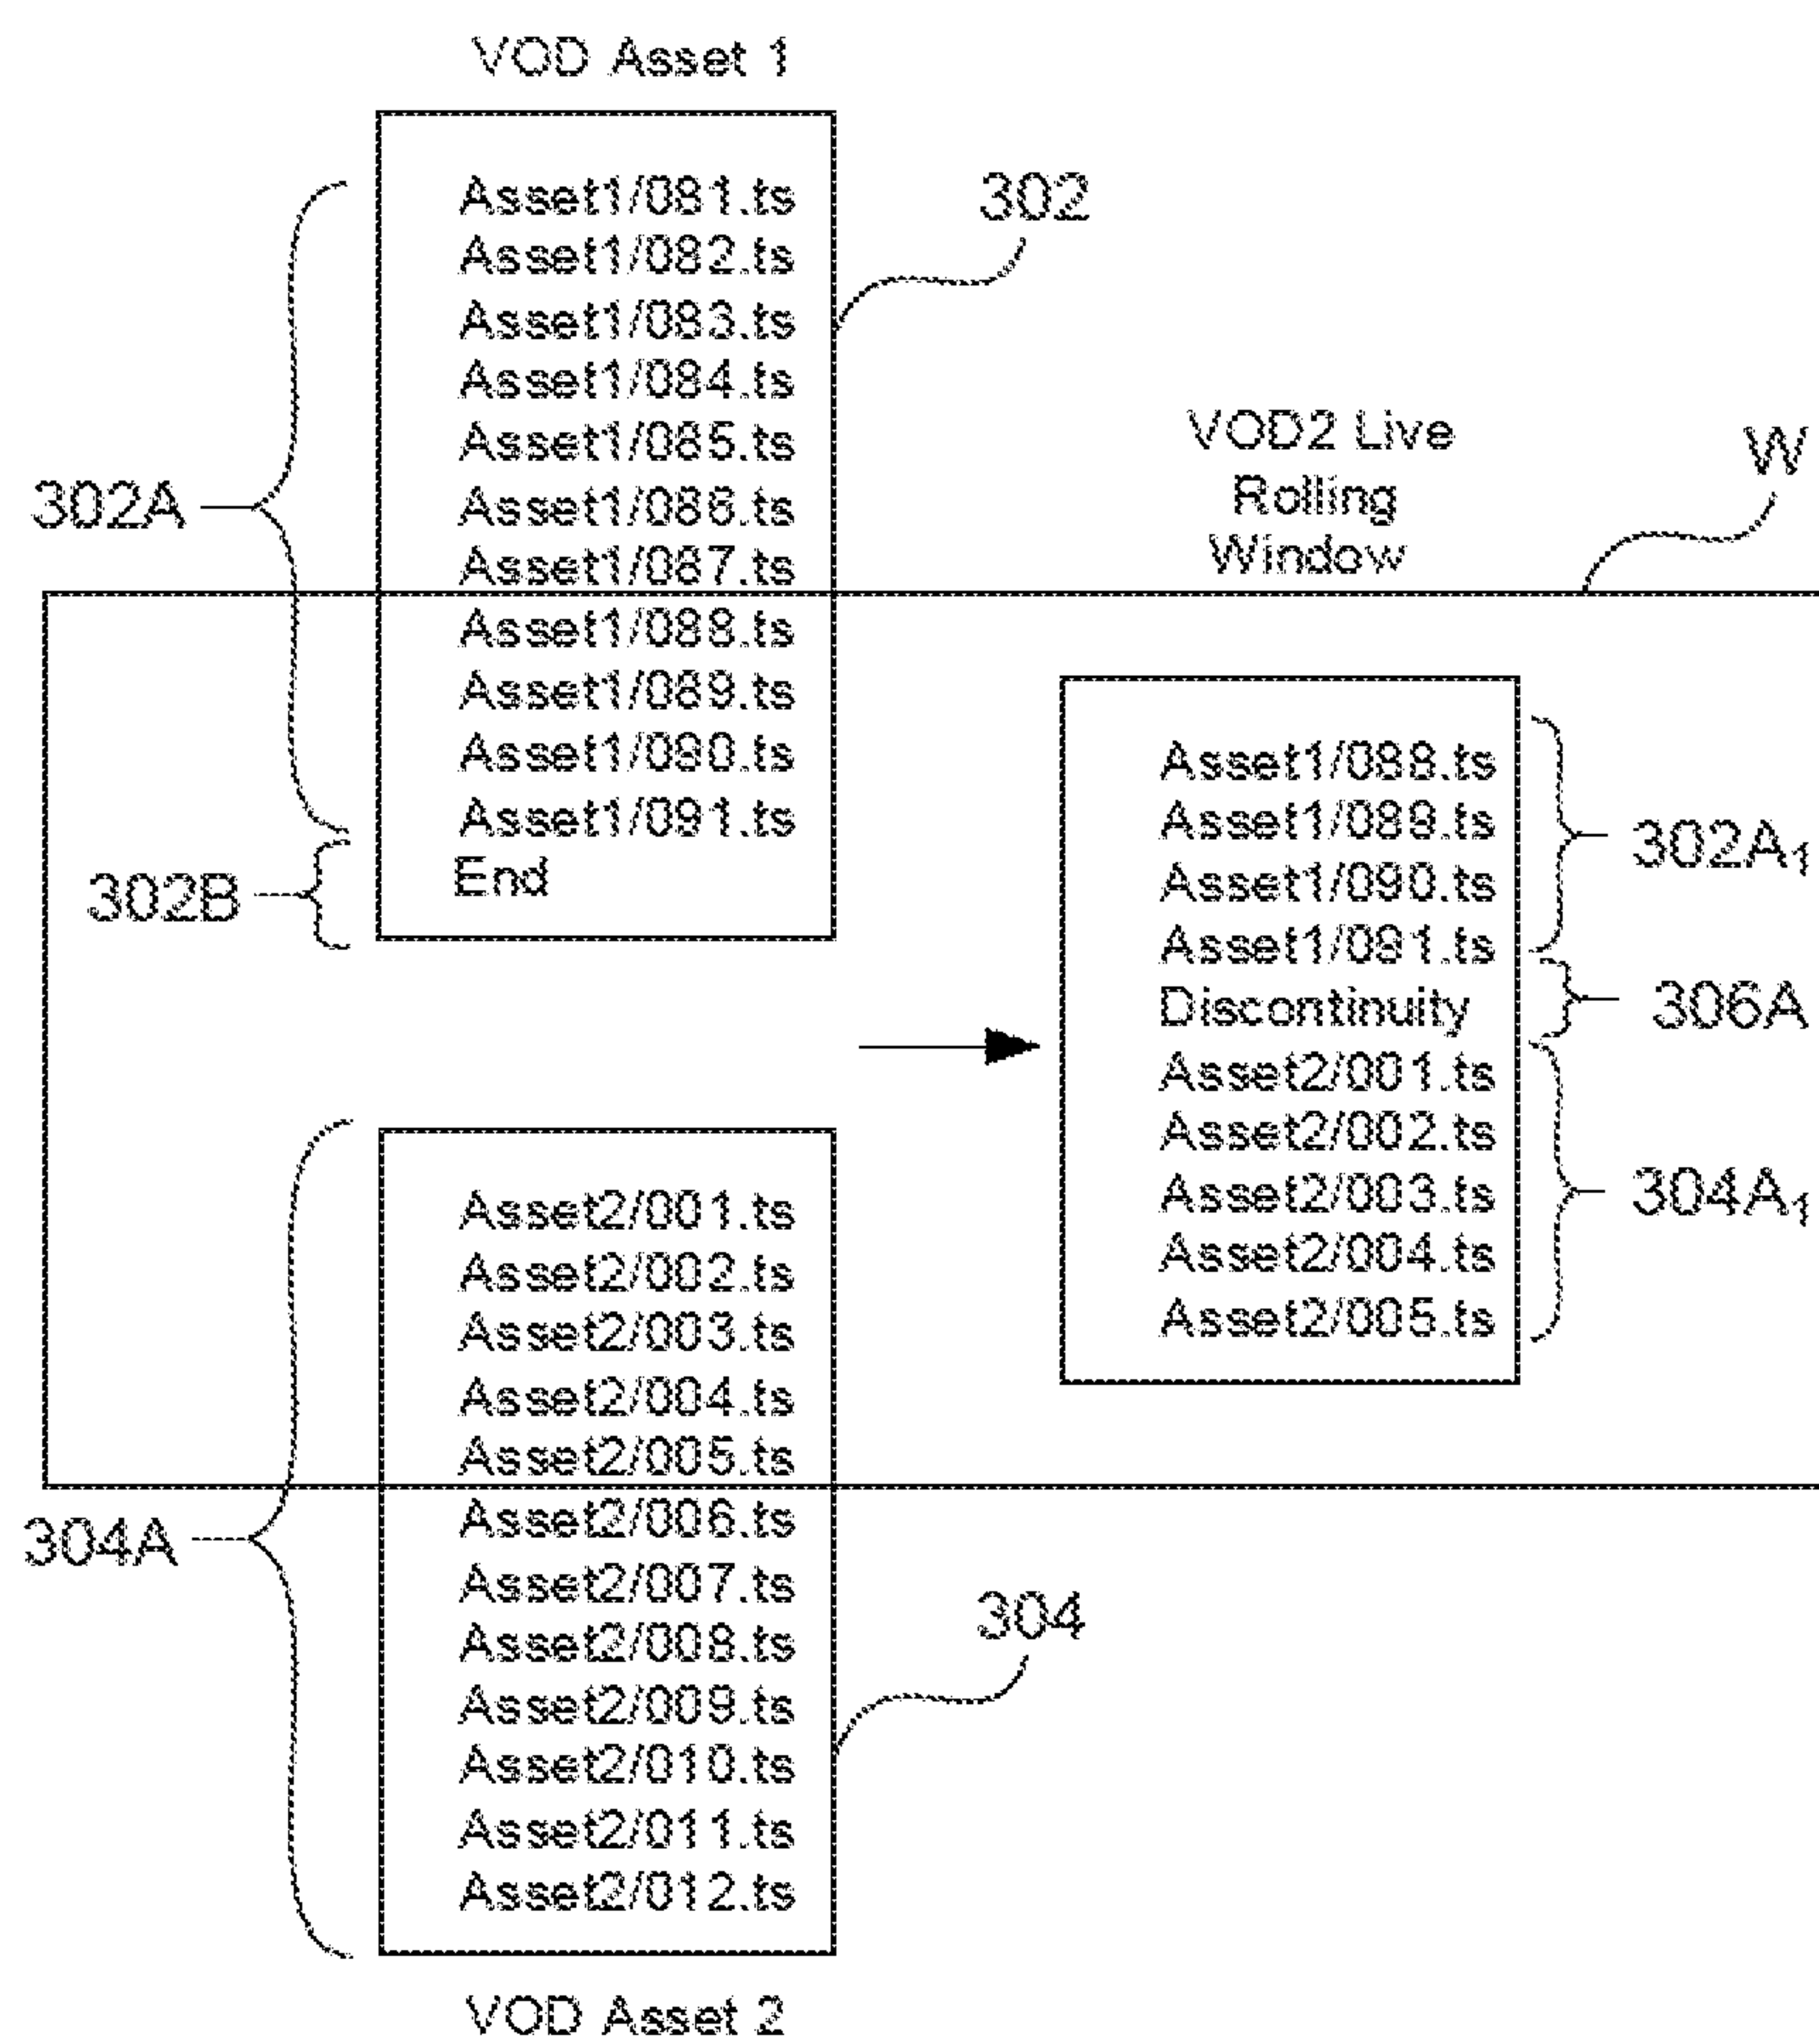 VOD Asset 1
Asset1/081.ts
Asset1/082.ts
Asset1/083.ts
Asset1/084.ts
Asset1/085.ts
Asset1/086.ts
Asset1/087.ts
Asset1/088.ts
Asset1/089.ts
Asset1/090.ts
Asset1/091.ts
End
302
302A
302B
VOD2 Live
Rolling
Window
W
Asset1/088.ts
Asset1/089.ts
Asset1/090.ts
Asset1/091.ts
Discontinuity
Asset2/001.ts
Asset2/002.ts
Asset2/003.ts
Asset2/004.ts
Asset2/005.ts
302A₁
306A
304A₁
Asset2/001.ts
Asset2/002.ts
Asset2/003.ts
Asset2/004.ts
Asset2/005.ts
Asset2/006.ts
Asset2/007.ts
Asset2/008.ts
Asset2/009.ts
Asset2/010.ts
Asset2/011.ts
Asset2/012.ts
304A
304
VOD Asset 2